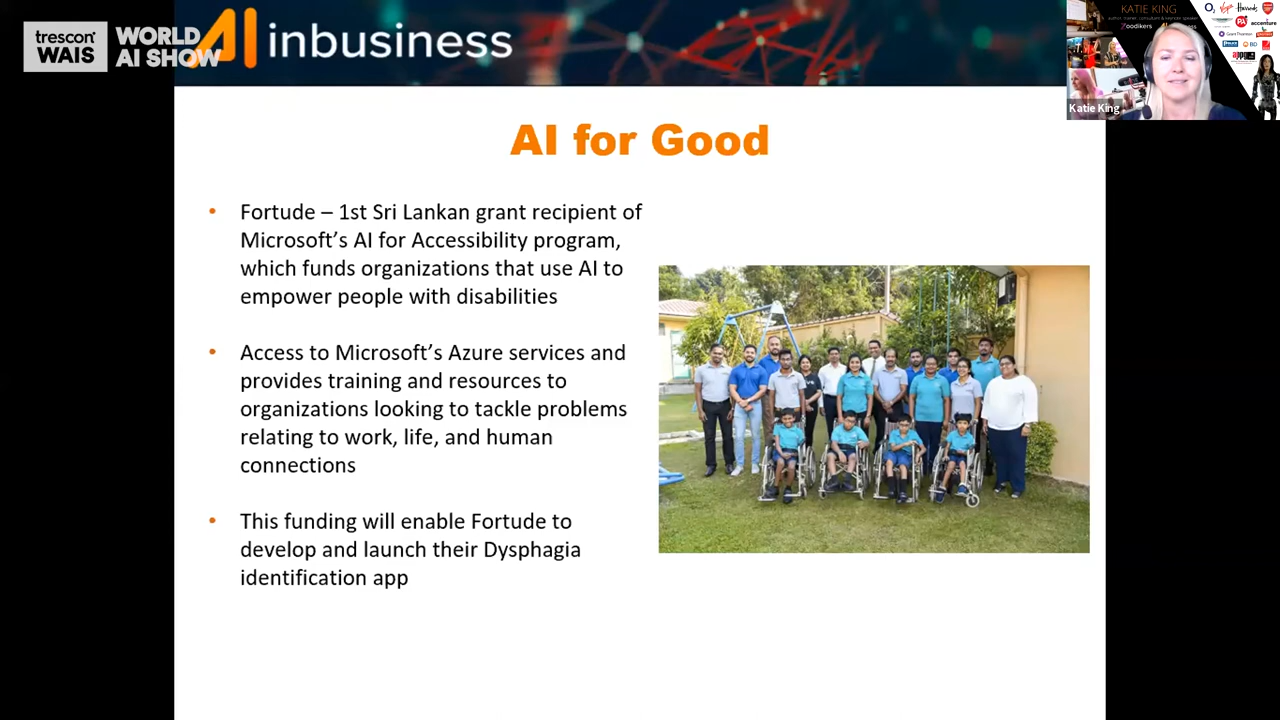 trescon
WAIS
WORLD
AI SHOW
AI inbusiness
KATIE KING
Katie King
AI for Good
• Fortude – 1st Sri Lankan grant recipient of
Microsoft's AI for Accessibility program,
which funds organizations that use AI to
empower people with disabilities
• Access to Microsoft's Azure services and
provides training and resources to
organizations looking to tackle problems
relating to work, life, and human
connections
• This funding will enable Fortude to
develop and launch their Dysphagia
identification app